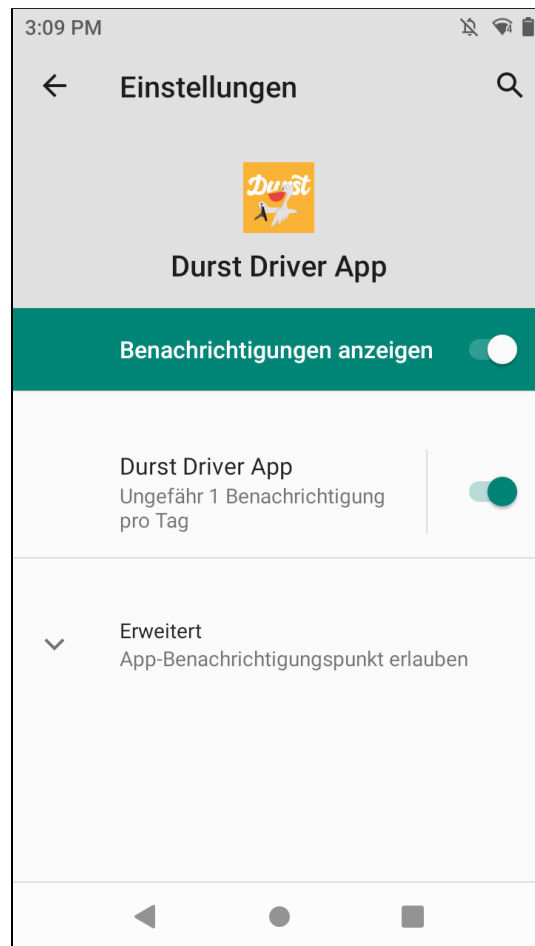 3:09 PM
4
Einstellungen
Durst
Durst Driver App
Benachrichtigungen anzeigen
Durst Driver App
Ungefähr 1 Benachrichtigung
pro Tag
Erweitert
App-Benachrichtigungspunkt erlauben